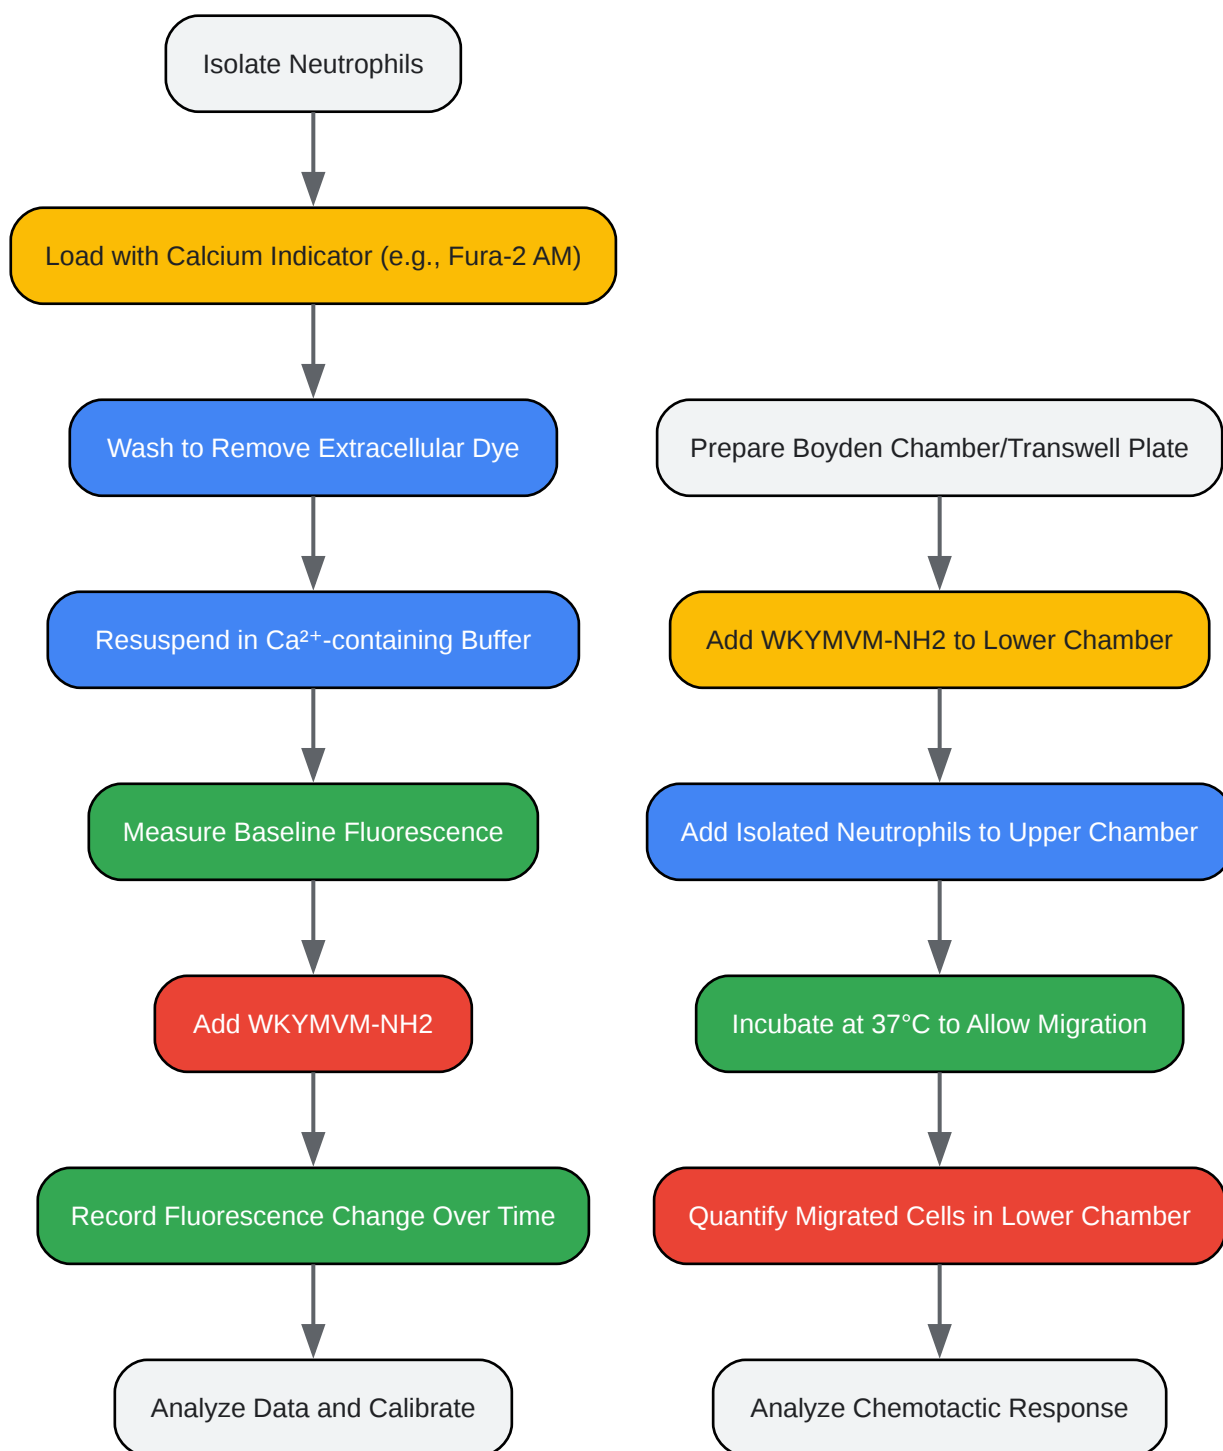 Isolate Neutrophils
Load with Calcium Indicator (e.g., Fura-2 AM)
Wash to Remove Extracellular Dye
Resuspend in Ca²⁺-containing Buffer
Measure Baseline Fluorescence
Add WKYMVM-NH2
Record Fluorescence Change Over Time
Analyze Data and Calibrate
Prepare Boyden Chamber/Transwell Plate
Add WKYMVM-NH2 to Lower Chamber
Add Isolated Neutrophils to Upper Chamber
Incubate at 37°C to Allow Migration
Quantify Migrated Cells in Lower Chamber
Analyze Chemotactic Response